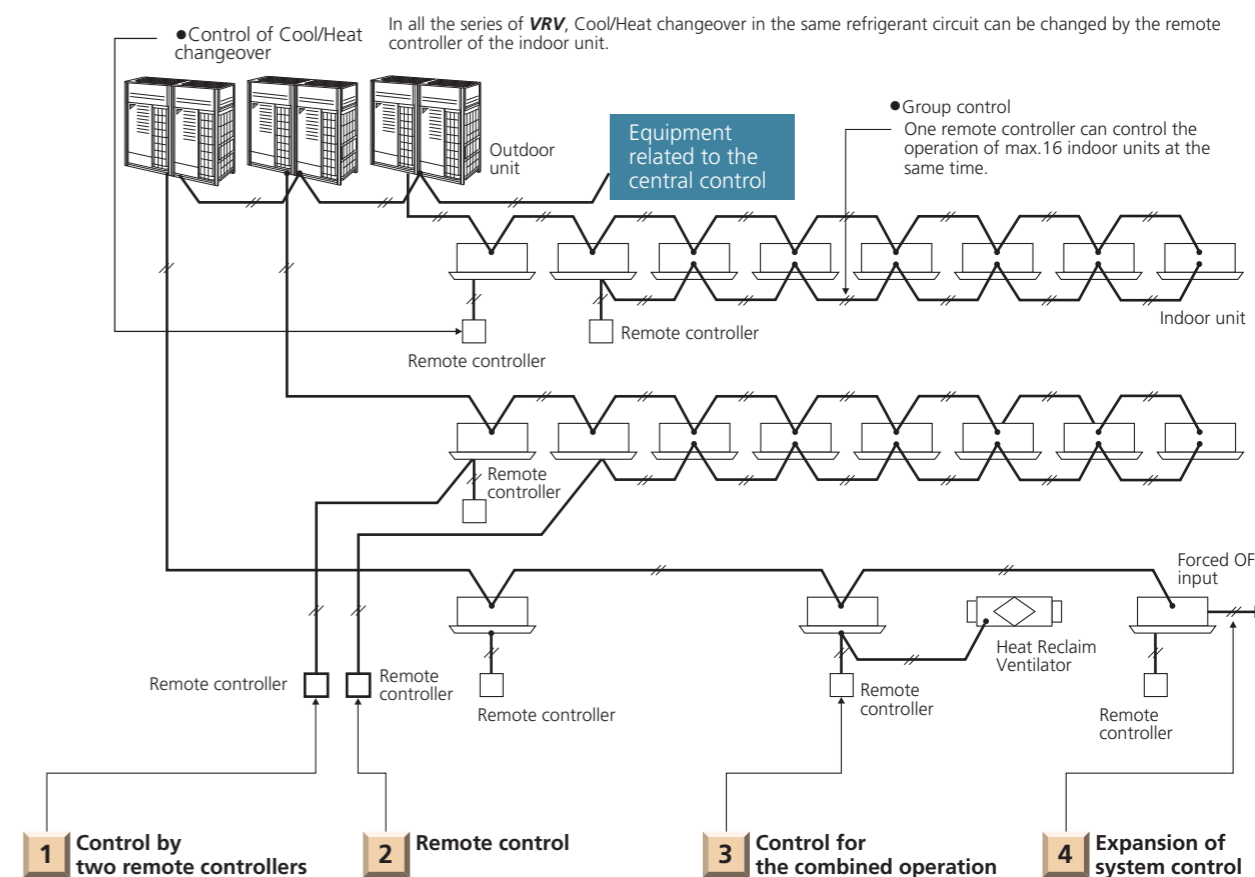 ●Control of Cool/Heat
changeover
In all the series of VRV, Cool/Heat changeover in the same refrigerant circuit can be changed by the remote
controller of the indoor unit.
Outdoor
unit
Equipment
related to the
central control
●Group control
One remote controller can control the
operation of max.16 indoor units at the
same time.
Indoor unit
Remote controller
Remote controller
Remote
controller
Forced OF
input
Heat Reclaim
Ventilator
Remote controller
Remote
controller
Remote controller
Remote
controller
Remote
controller
1 Control by
two remote controllers
2 Remote control
3 Control for
the combined operation
4 Expansion of
system control